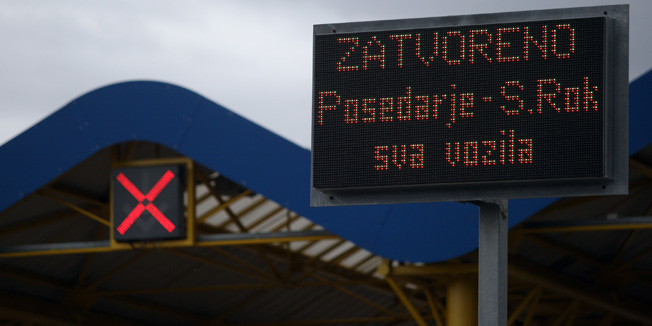 ZATVORENO
Posedarje-S.Rok
sva vozila